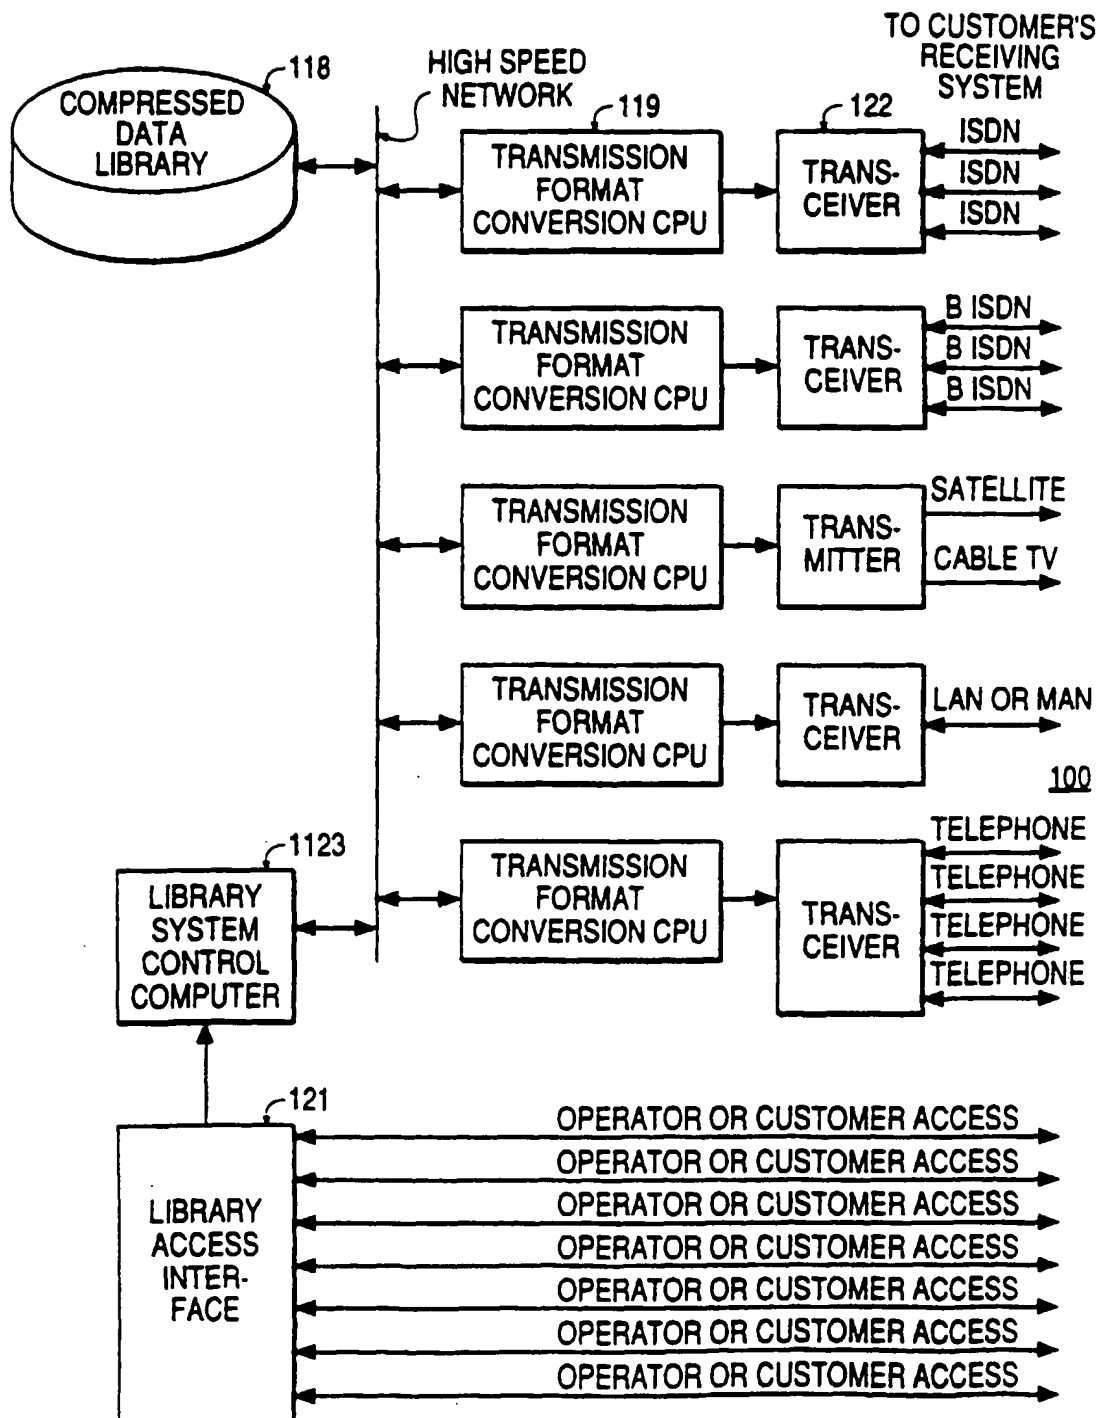 TO CUSTOMER'S
RECEIVING
SYSTEM
118
COMPRESSED
DATA
LIBRARY
HIGH SPEED
NETWORK
119
TRANSMISSION
FORMAT
CONVERSION CPU
122
TRANS-
CEIVER
ISDN
ISDN
ISDN
TRANSMISSION
FORMAT
CONVERSION CPU
TRANS-
CEIVER
B ISDN
B ISDN
B ISDN
TRANSMISSION
FORMAT
CONVERSION CPU
TRANS-
MITTER
SATELLITE
CABLE TV
TRANSMISSION
FORMAT
CONVERSION CPU
TRANS-
CEIVER
LAN OR MAN
100
1123
LIBRARY
SYSTEM
CONTROL
COMPUTER
TRANSMISSION
FORMAT
CONVERSION CPU
TRANS-
CEIVER
TELEPHONE
TELEPHONE
TELEPHONE
TELEPHONE
121
LIBRARY
ACCESS
INTER-
FACE
OPERATOR OR CUSTOMER ACCESS
OPERATOR OR CUSTOMER ACCESS
OPERATOR OR CUSTOMER ACCESS
OPERATOR OR CUSTOMER ACCESS
OPERATOR OR CUSTOMER ACCESS
OPERATOR OR CUSTOMER ACCESS
OPERATOR OR CUSTOMER ACCESS